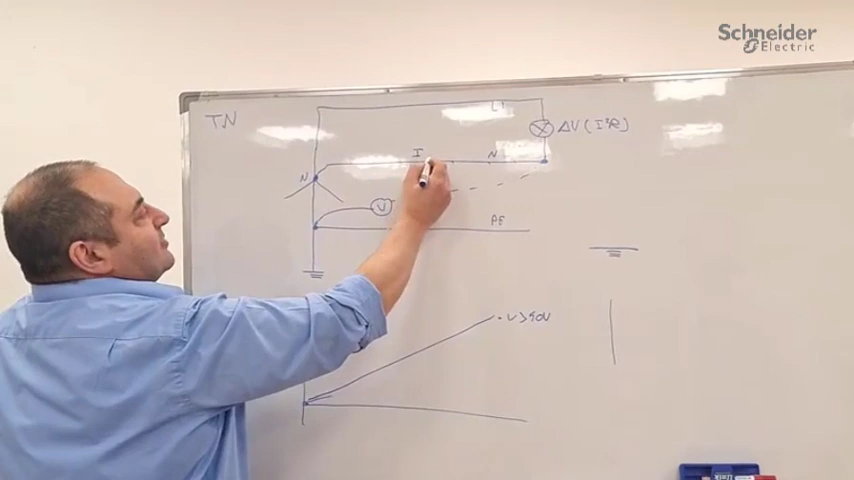 Schneider
Electric
TN
L1
ΔV (I²R)
I
N
N
V
PE
V>50V